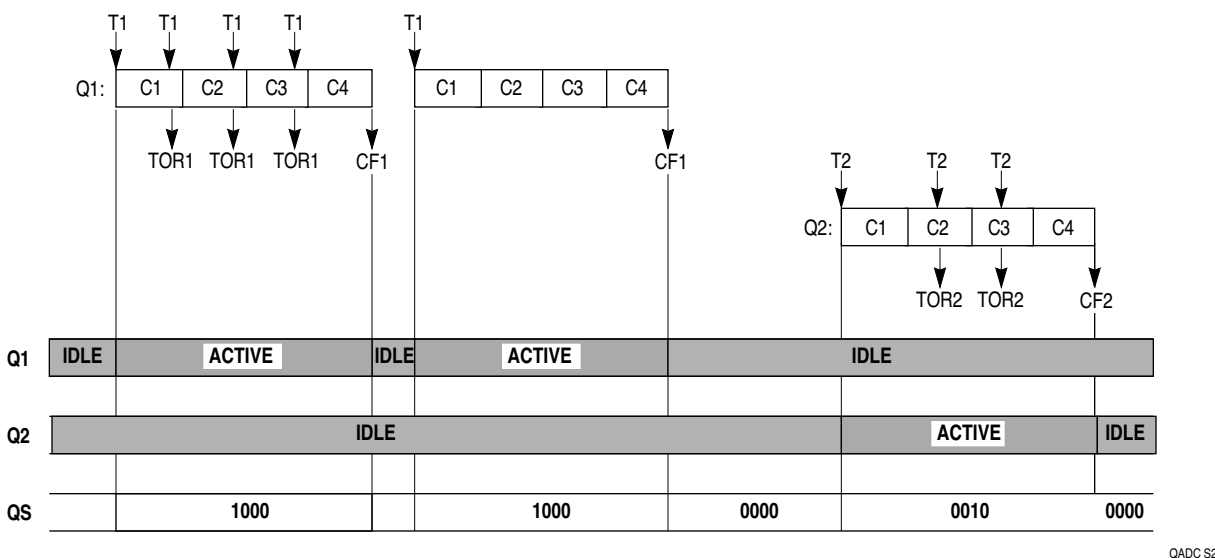 T1 T1 T1 T1 T1
Q1: C1 C2 C3 C4 C1 C2 C3 C4
TOR1 TOR1 TOR1 CF1 CF1
T2 T2 T2
Q2: C1 C2 C3 C4
TOR2 TOR2 CF2
Q1 IDLE ACTIVE IDLE ACTIVE IDLE
Q2 IDLE ACTIVE IDLE
QS 1000 1000 0000 0010 0000
QADC S2